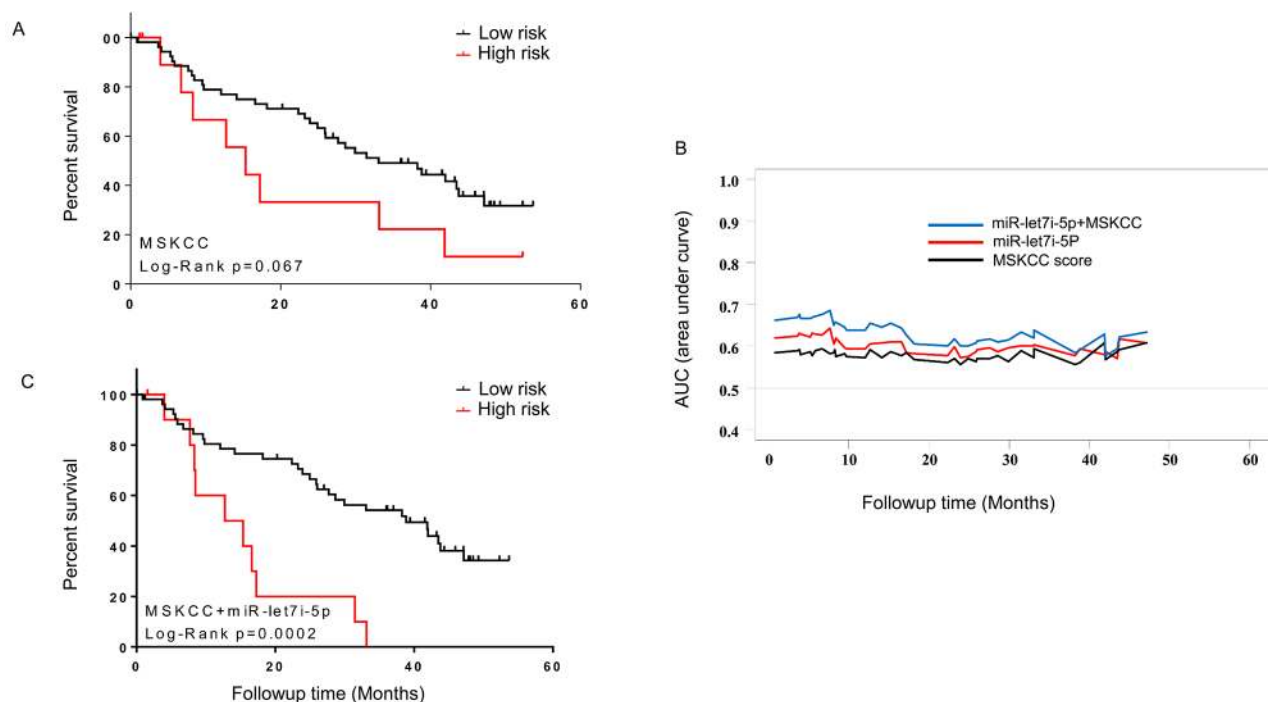 A
Low risk
High risk
00
80
60
40
20
00
Percent survival
MSKCC
Log-Rank p=0.067
0
20
40
60
B
1.0
0.9
0.8
0.7
0.6
0.5
0.4
AUC (area under curve)
miR-let7i-5p+MSKCC
miR-let7i-5P
MSKCC score
0
10
20
30
40
50
60
Followup time (Months)
C
Low risk
High risk
100
80
60
40
20
0
Percent survival
MSKCC+miR-let7i-5p
Log-Rank p=0.0002
0
20
40
60
Followup time (Months)